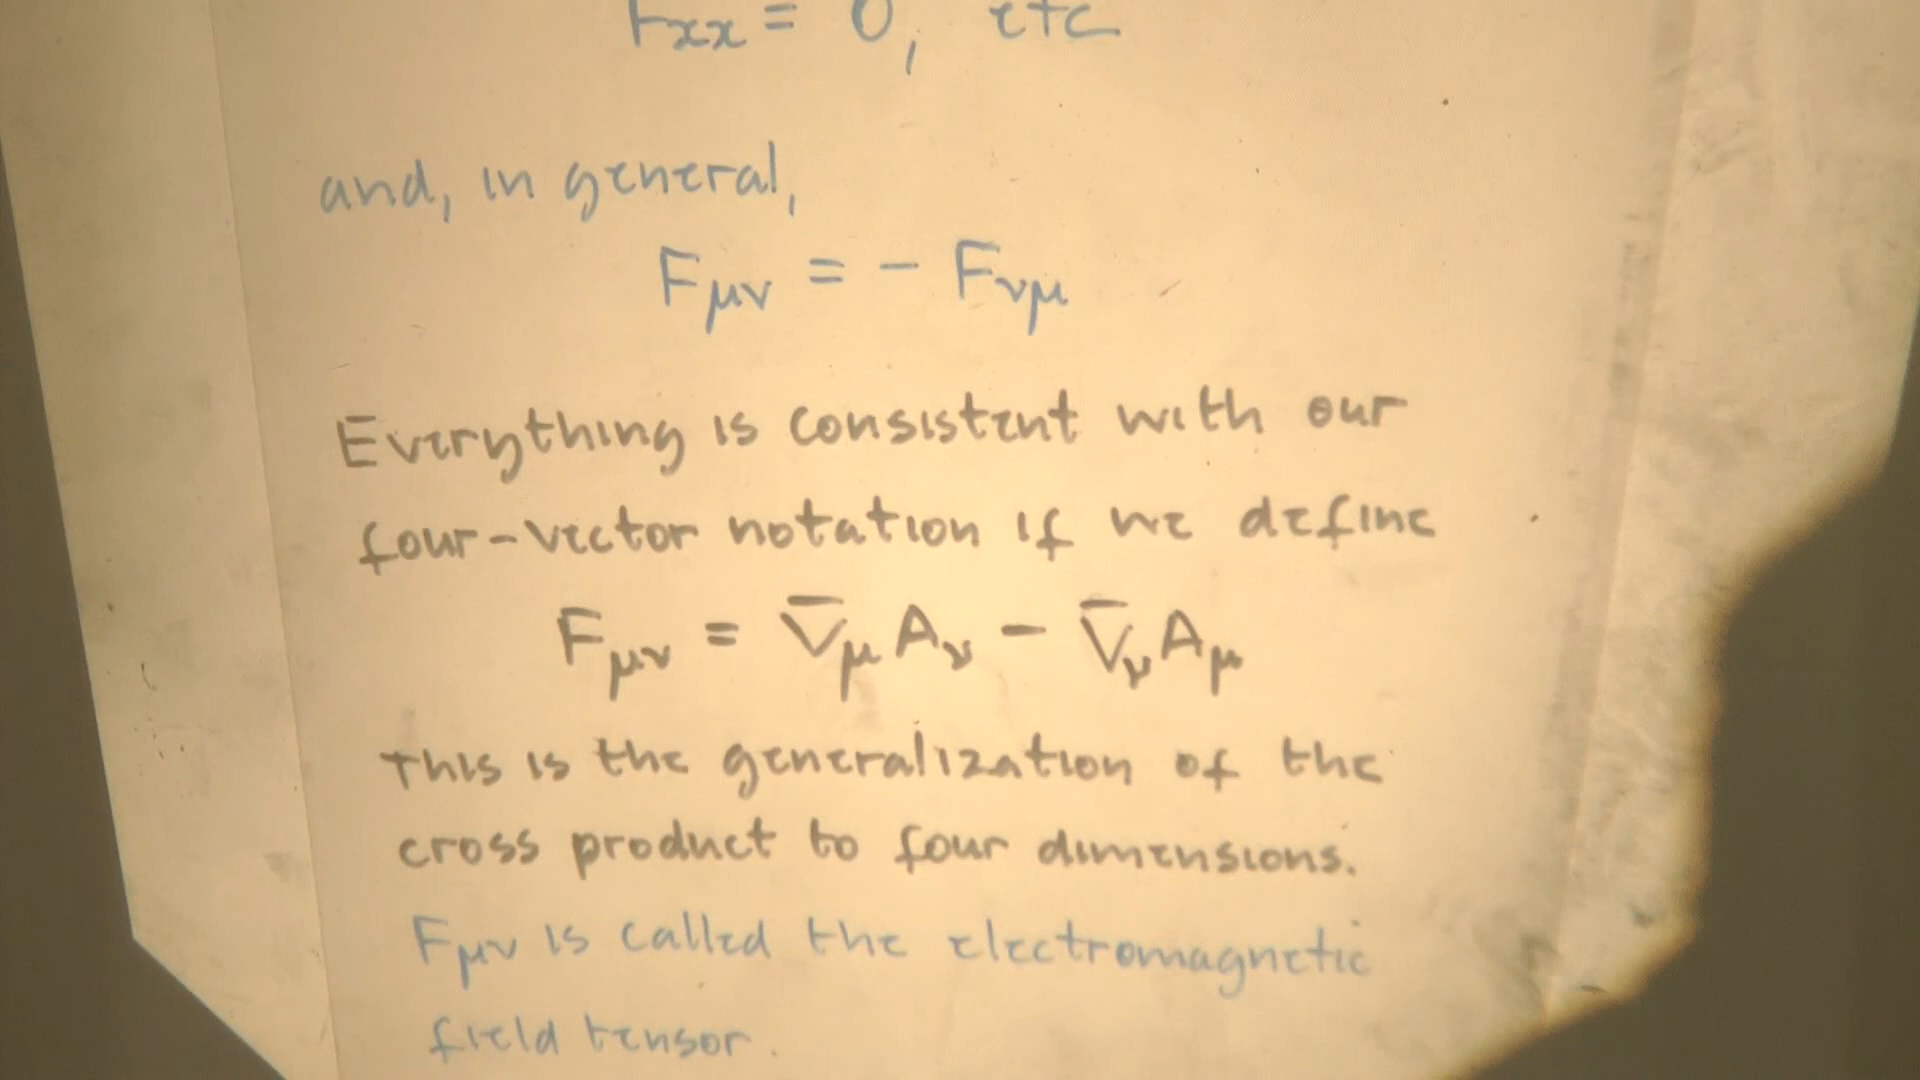 Fxx = 0, etc
and, in general,
Fμν = - Fνμ
Everything is consistent with our
four-vector notation if we define
Fμν = ∇μ Aν - ∇ν Aμ
This is the generalization of the
cross product to four dimensions.
Fμν is called the electromagnetic
field tensor.